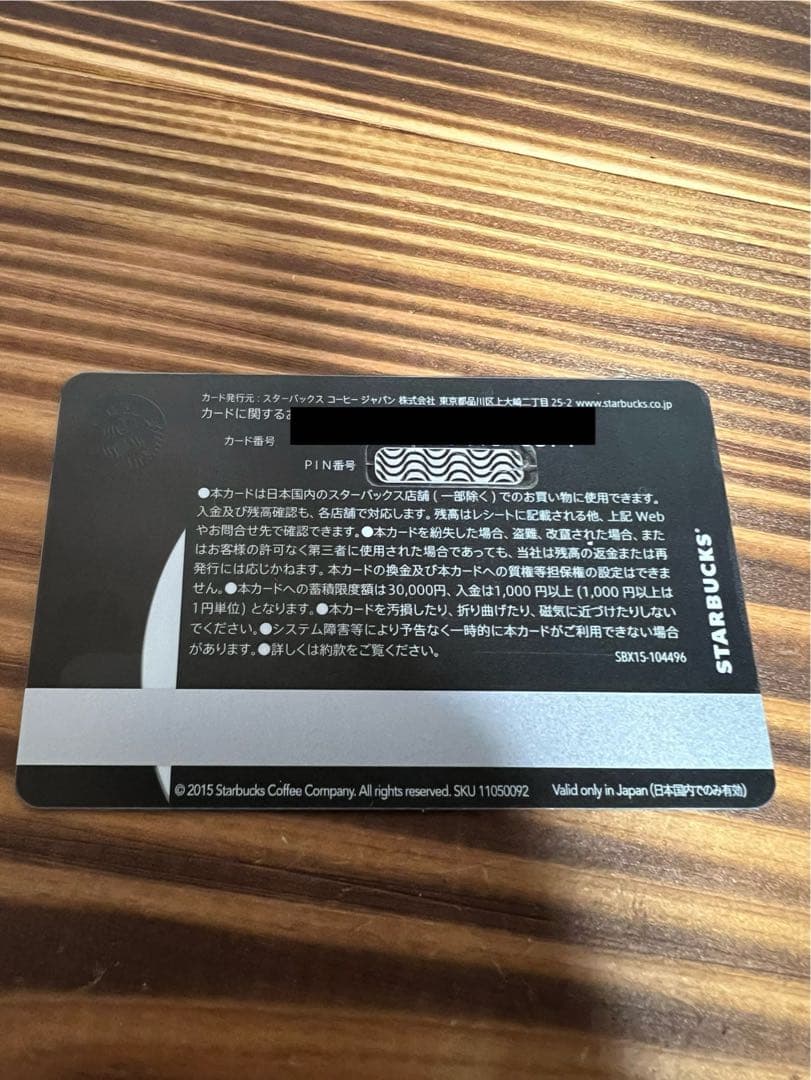 カード発行元：スターバックス コーヒー ジャパン 株式会社 東京都品川区上大崎二丁目 25-2 www.starbucks.co.jp
カードに関するお
カード番号
PIN番号
●本カードは日本国内のスターバックス店舗(一部除く)でのお買い物に使用できます。
入金及び残高確認も、各店舗で対応します。残高はレシートに記載される他、上記 Web
やお問合せ先で確認できます。●本カードを紛失した場合、盗難、改竄された場合、また
はお客様の許可なく第三者に使用された場合であっても、当社は残高の返金または再
発行には応じかねます。本カードの換金及び本カードへの質権等担保権の設定はできま
せん。●本カードへの蓄積限度額は30,000円、入金は1,000 円以上 (1,000 円以上は
1円単位) となります。●本カードを汚損したり、折り曲げたり、磁気に近づけたりしない
でください。●システム障害等により予告なく一時的に本カードがご利用できない場合
があります。●詳しくは約款をご覧ください。
SBX15-104496
STARBUCKS®
© 2015 Starbucks Coffee Company. All rights reserved. SKU 11050092 Valid only in Japan (日本国内でのみ有効)